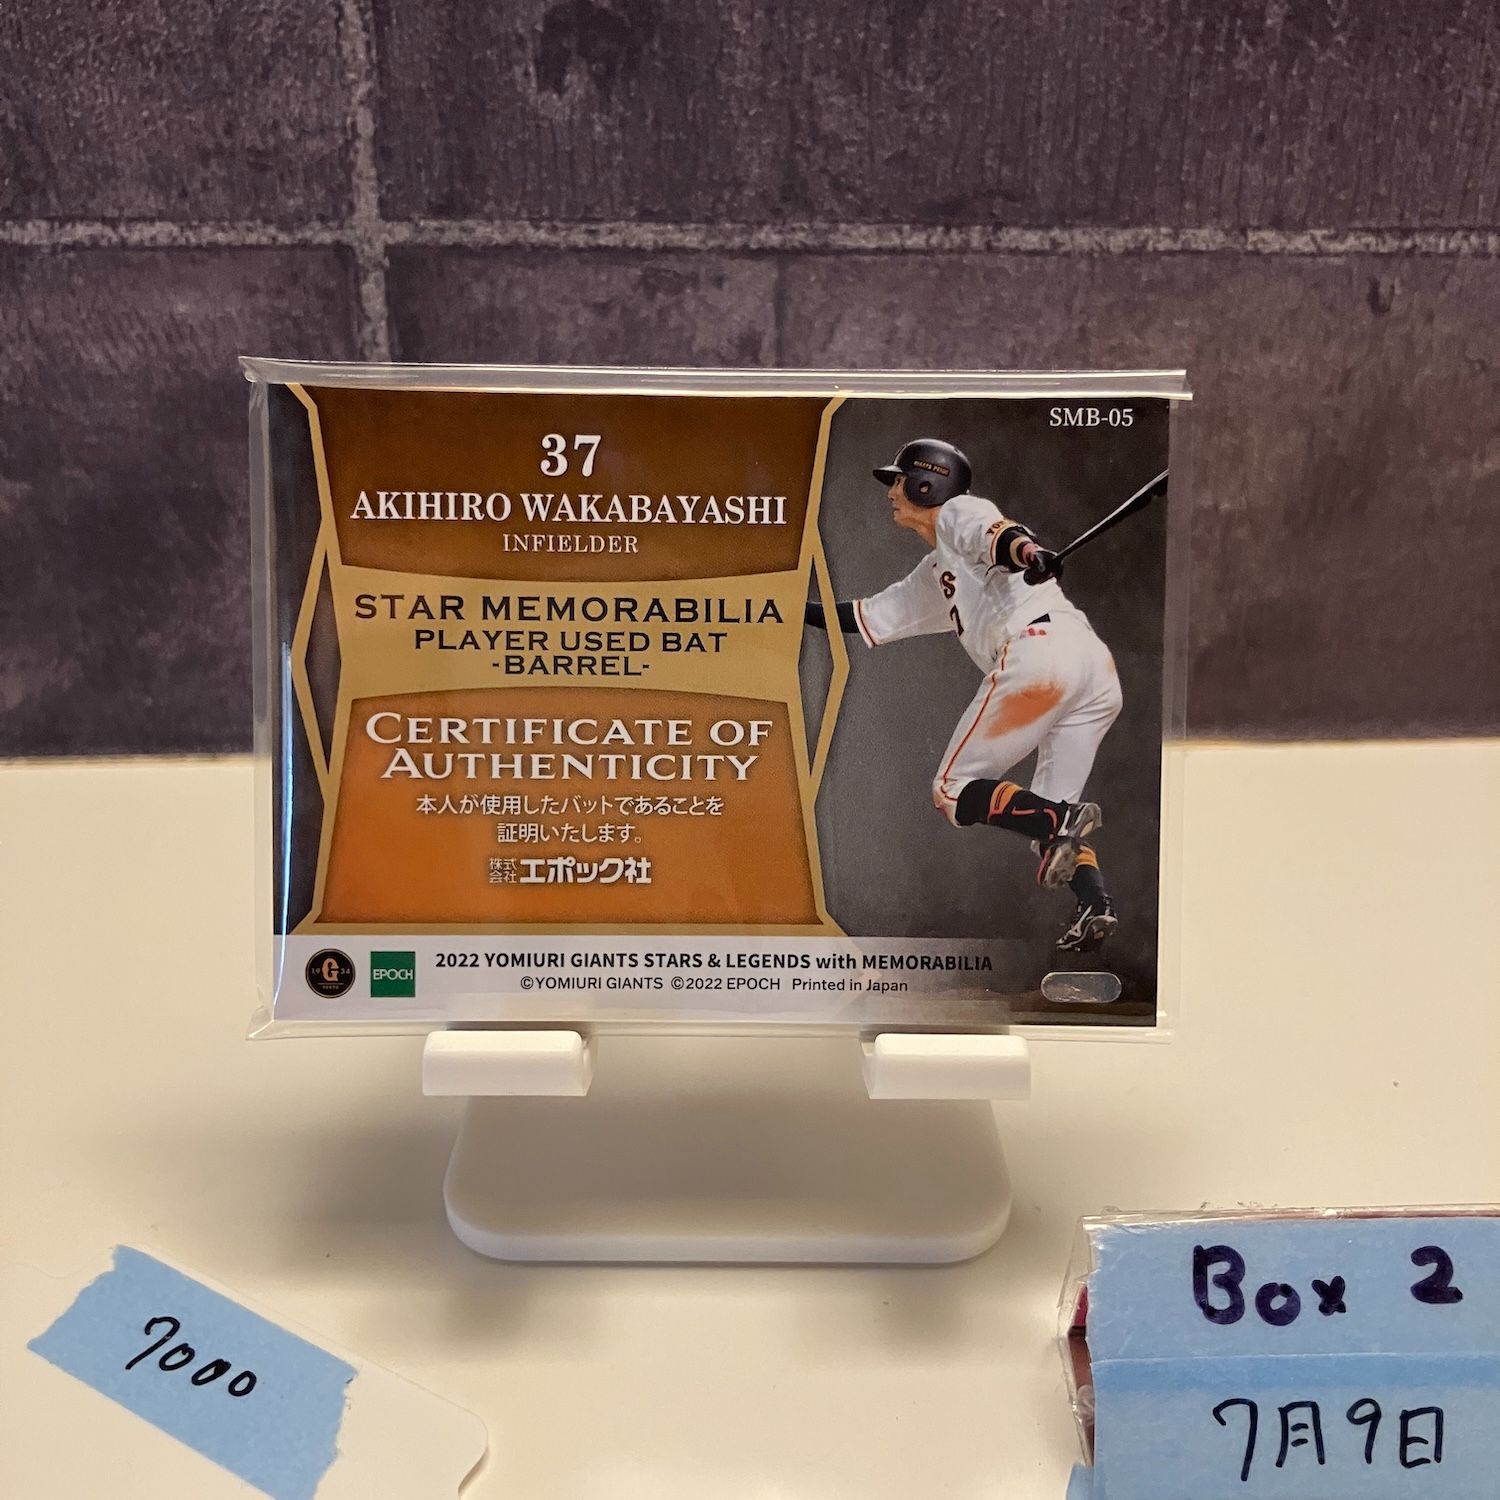 SMB-05
37
AKIHIRO WAKABAYASHI
INFIELDER
STAR MEMORABILIA
PLAYER USED BAT
-BARREL-
CERTIFICATE OF
AUTHENTICITY
本人が使用したバットであることを
証明いたします。
株式会社エポック社
19 G 34
TOKYO
EPOCH
2022 YOMIURI GIANTS STARS & LEGENDS with MEMORABILIA
©YOMIURI GIANTS ©2022 EPOCH Printed in Japan
7000
Box 2
7月9日